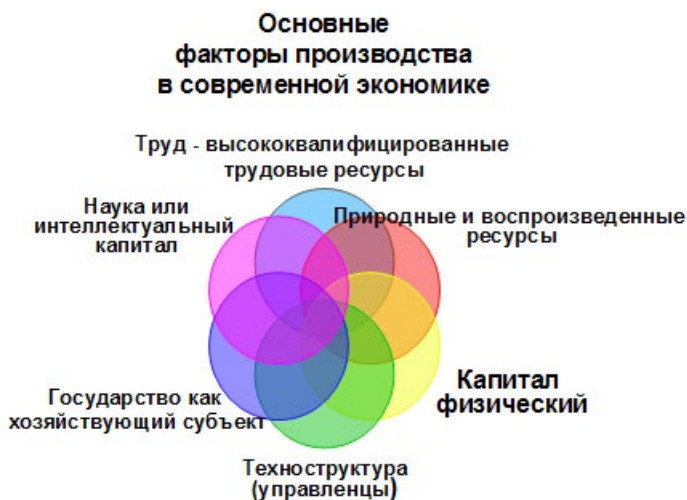 Основные
факторы производства
в современной экономике
Труд - высококвалифицированные
трудовые ресурсы
Наука или
интеллектуальный
капитал
Природные и воспроизведенные
ресурсы
Капитал
физический
Государство как
хозяйствующий субъект
Техноструктура
(управленцы)